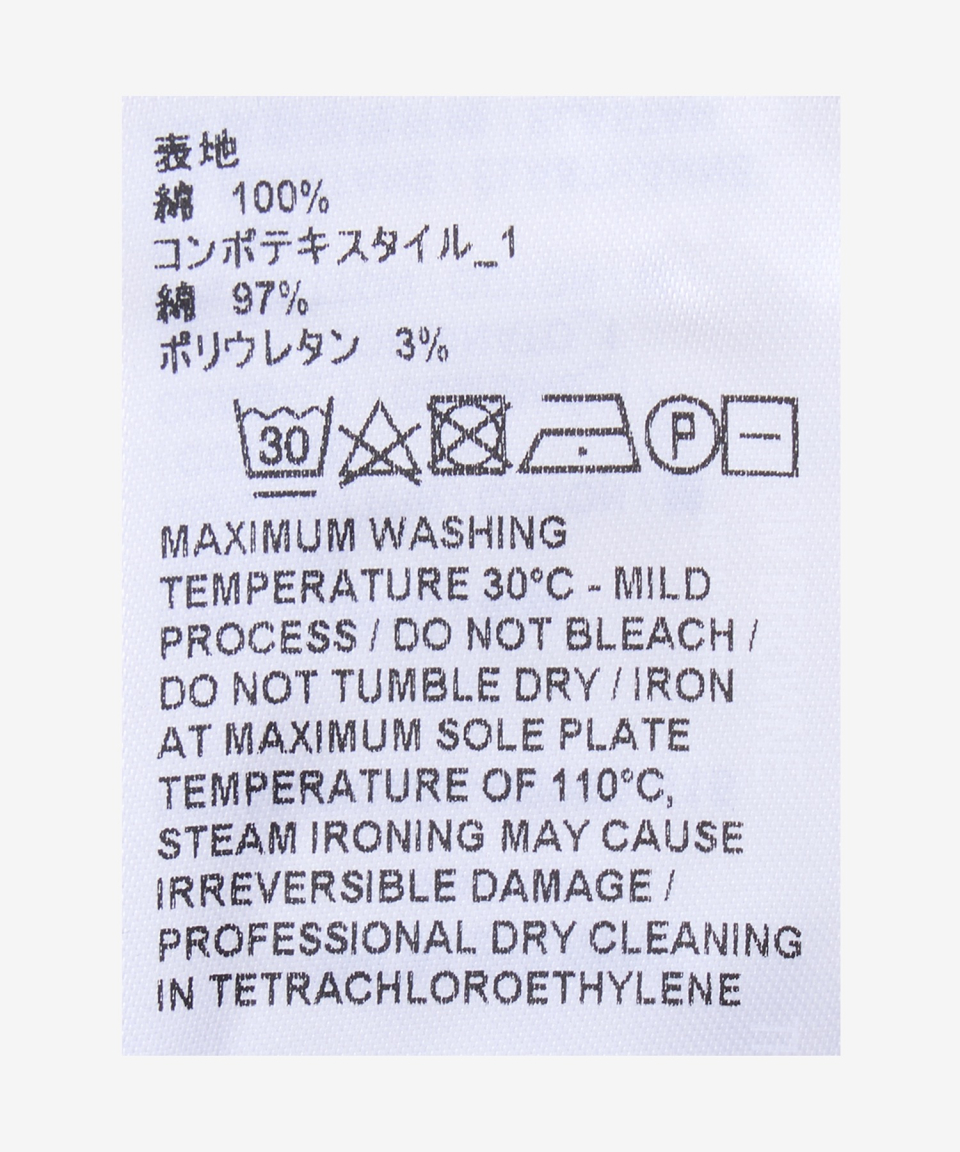 表地
綿 100%
コンポテキスタイル_1
綿 97%
ポリウレタン 3%
30 P
MAXIMUM WASHING
TEMPERATURE 30°C - MILD
PROCESS / DO NOT BLEACH /
DO NOT TUMBLE DRY / IRON
AT MAXIMUM SOLE PLATE
TEMPERATURE OF 110°C,
STEAM IRONING MAY CAUSE
IRREVERSIBLE DAMAGE /
PROFESSIONAL DRY CLEANING
IN TETRACHLOROETHYLENE